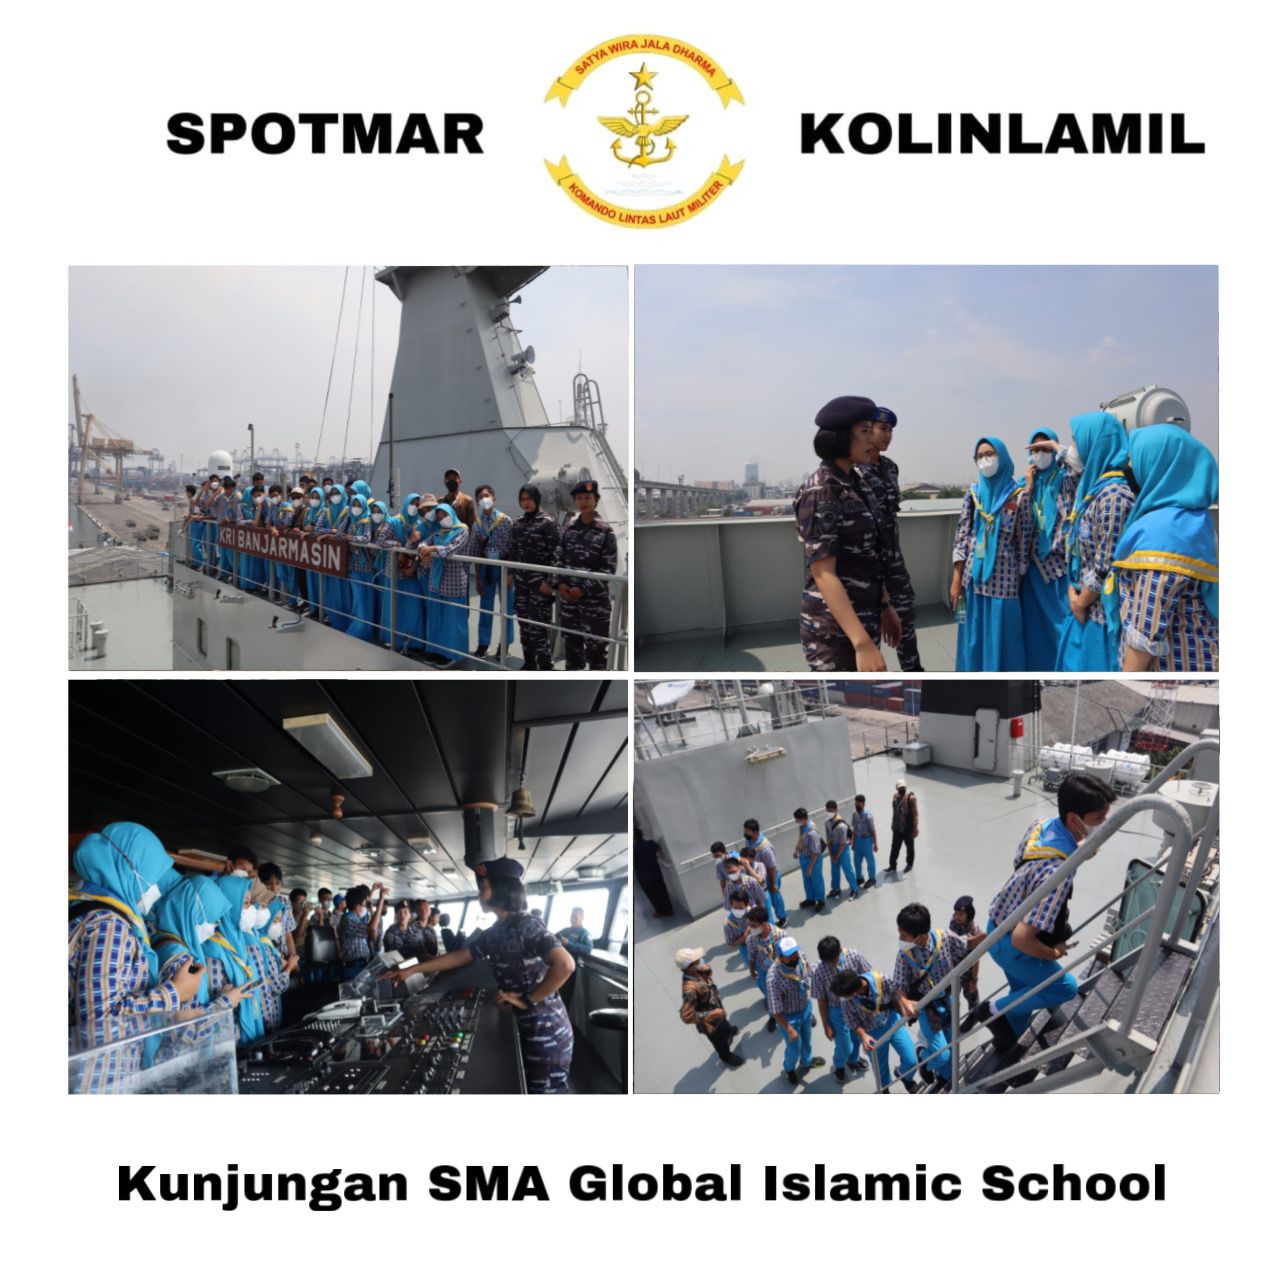 SATYA WIRA JALA DHARMA
SPOTMAR
KOLINLAMIL
KOMANDO LINTAS LAUT MILITER
KRI BANJARMASIN
Kunjungan SMA Global Islamic School